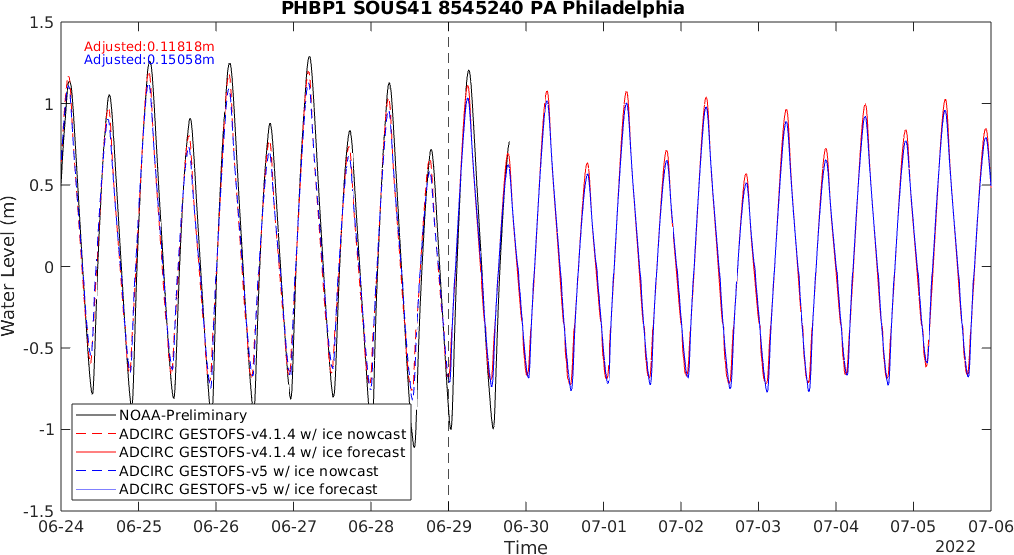 PHBP1 SOUS41 8545240 PA Philadelphia
1.5
Adjusted:0.11818m
Adjusted:0.15058m
1
0.5
0
-0.5
-1
-1.5
Water Level (m)
NOAA-Preliminary
ADCIRC GESTOFS-v4.1.4 w/ ice nowcast
ADCIRC GESTOFS-v4.1.4 w/ ice forecast
ADCIRC GESTOFS-v5 w/ ice nowcast
ADCIRC GESTOFS-v5 w/ ice forecast
06-24 06-25 06-26 06-27 06-28 06-29 06-30 07-01 07-02 07-03 07-04 07-05 07-06
Time
2022